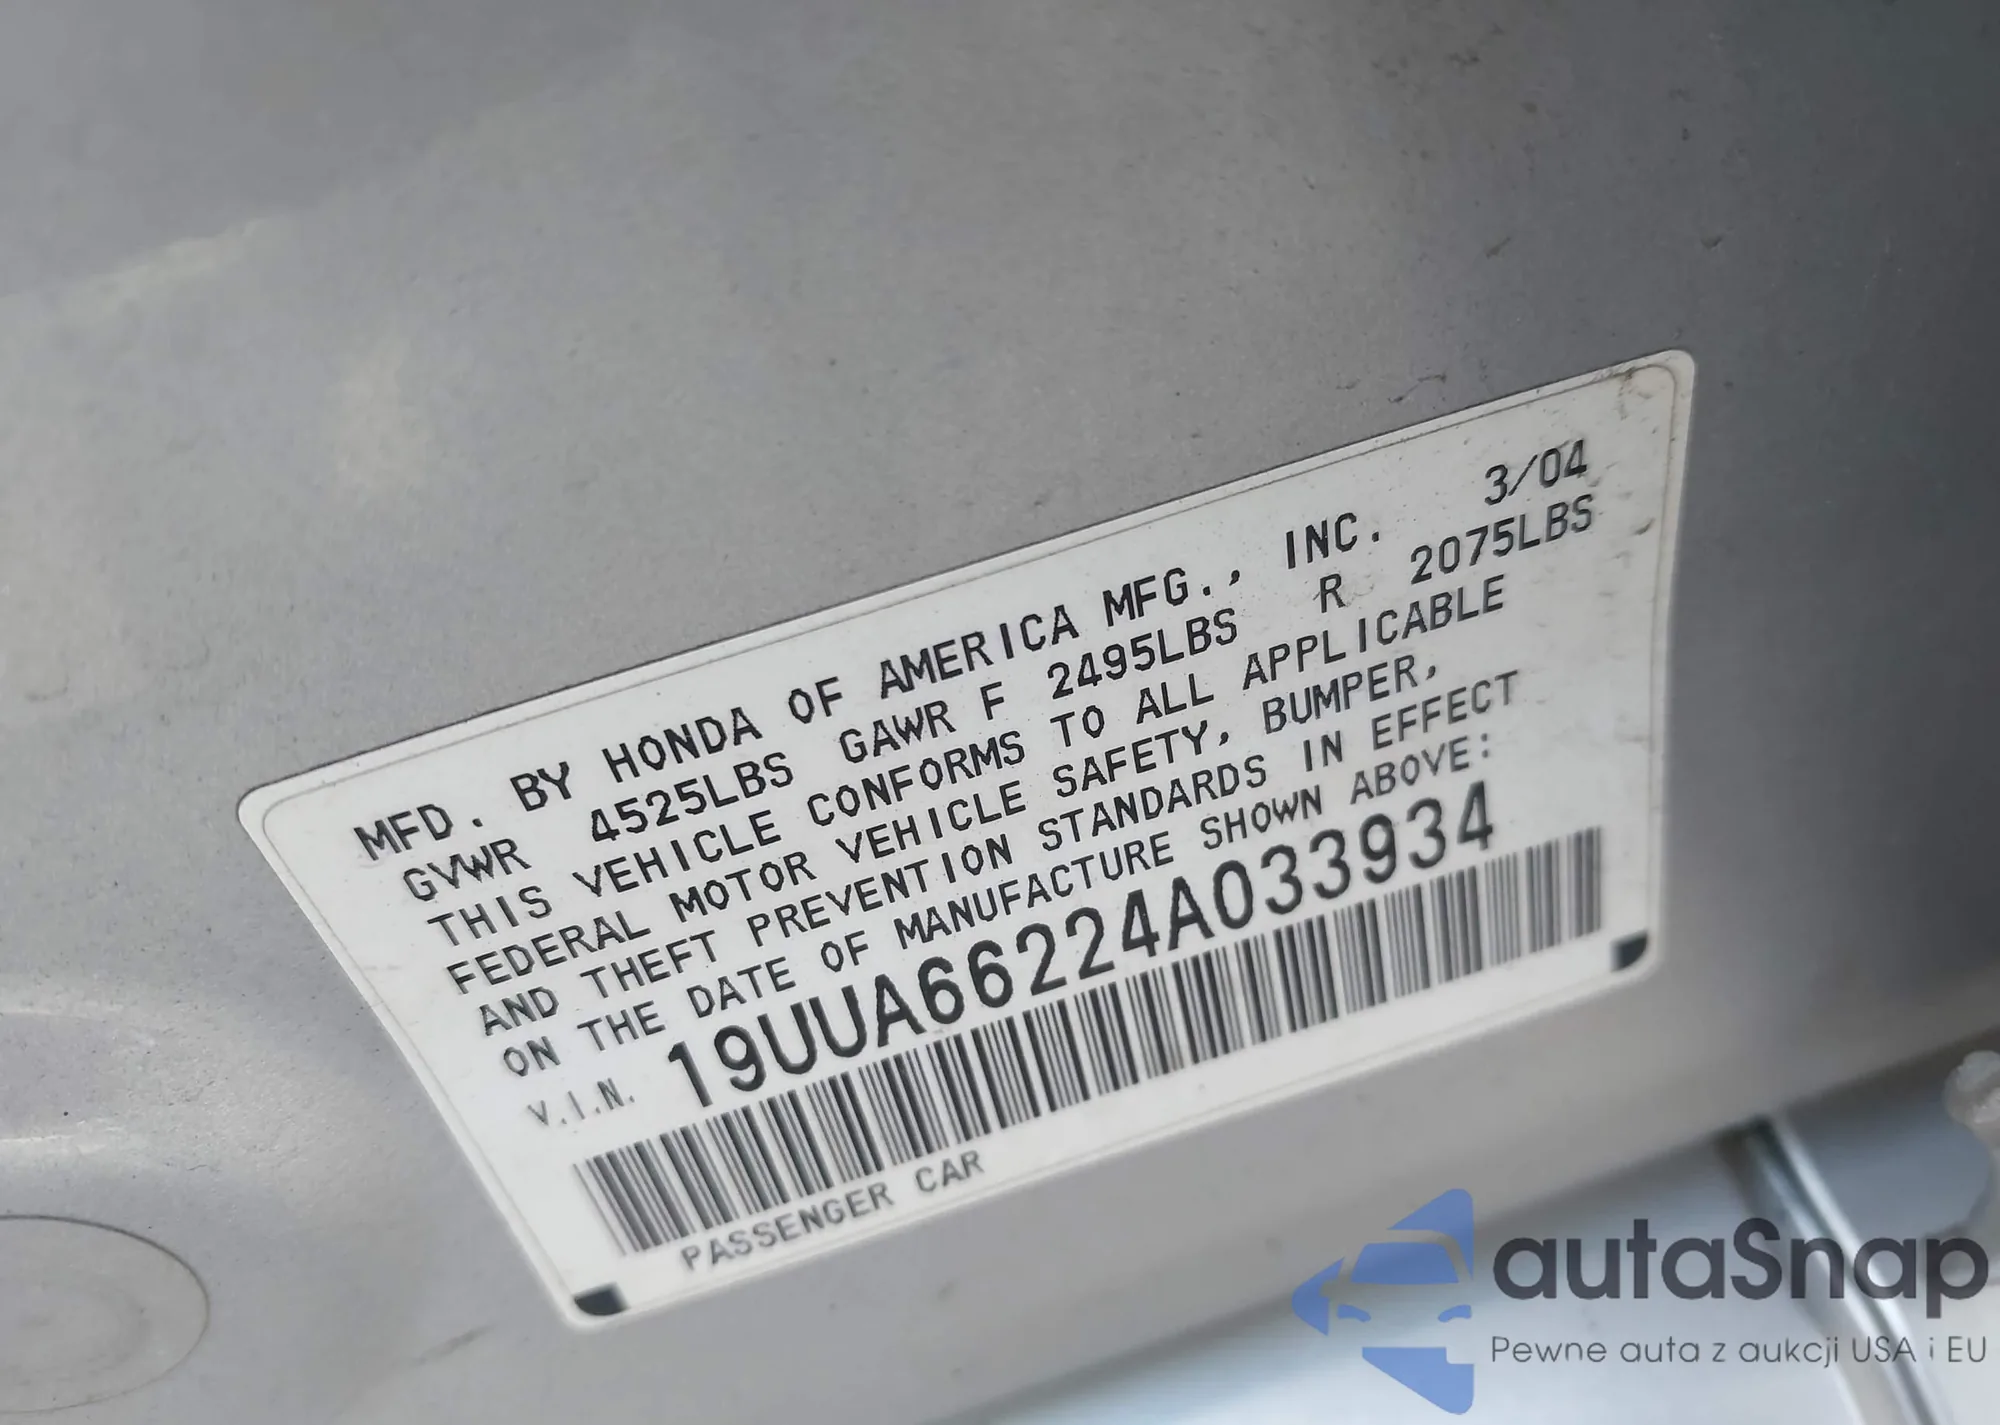 MFD. BY HONDA OF AMERICA MFG., INC. 3/04
GVWR 4525LBS GAWR F 2495LBS R 2075LBS
THIS VEHICLE CONFORMS TO ALL APPLICABLE
FEDERAL MOTOR VEHICLE SAFETY, BUMPER,
AND THEFT PREVENTION STANDARDS IN EFFECT
ON THE DATE OF MANUFACTURE SHOWN ABOVE:
V.I.N. 19UUA66224A033934
PASSENGER CAR
autaSnap
Pewne auta z aukcji USA i EU